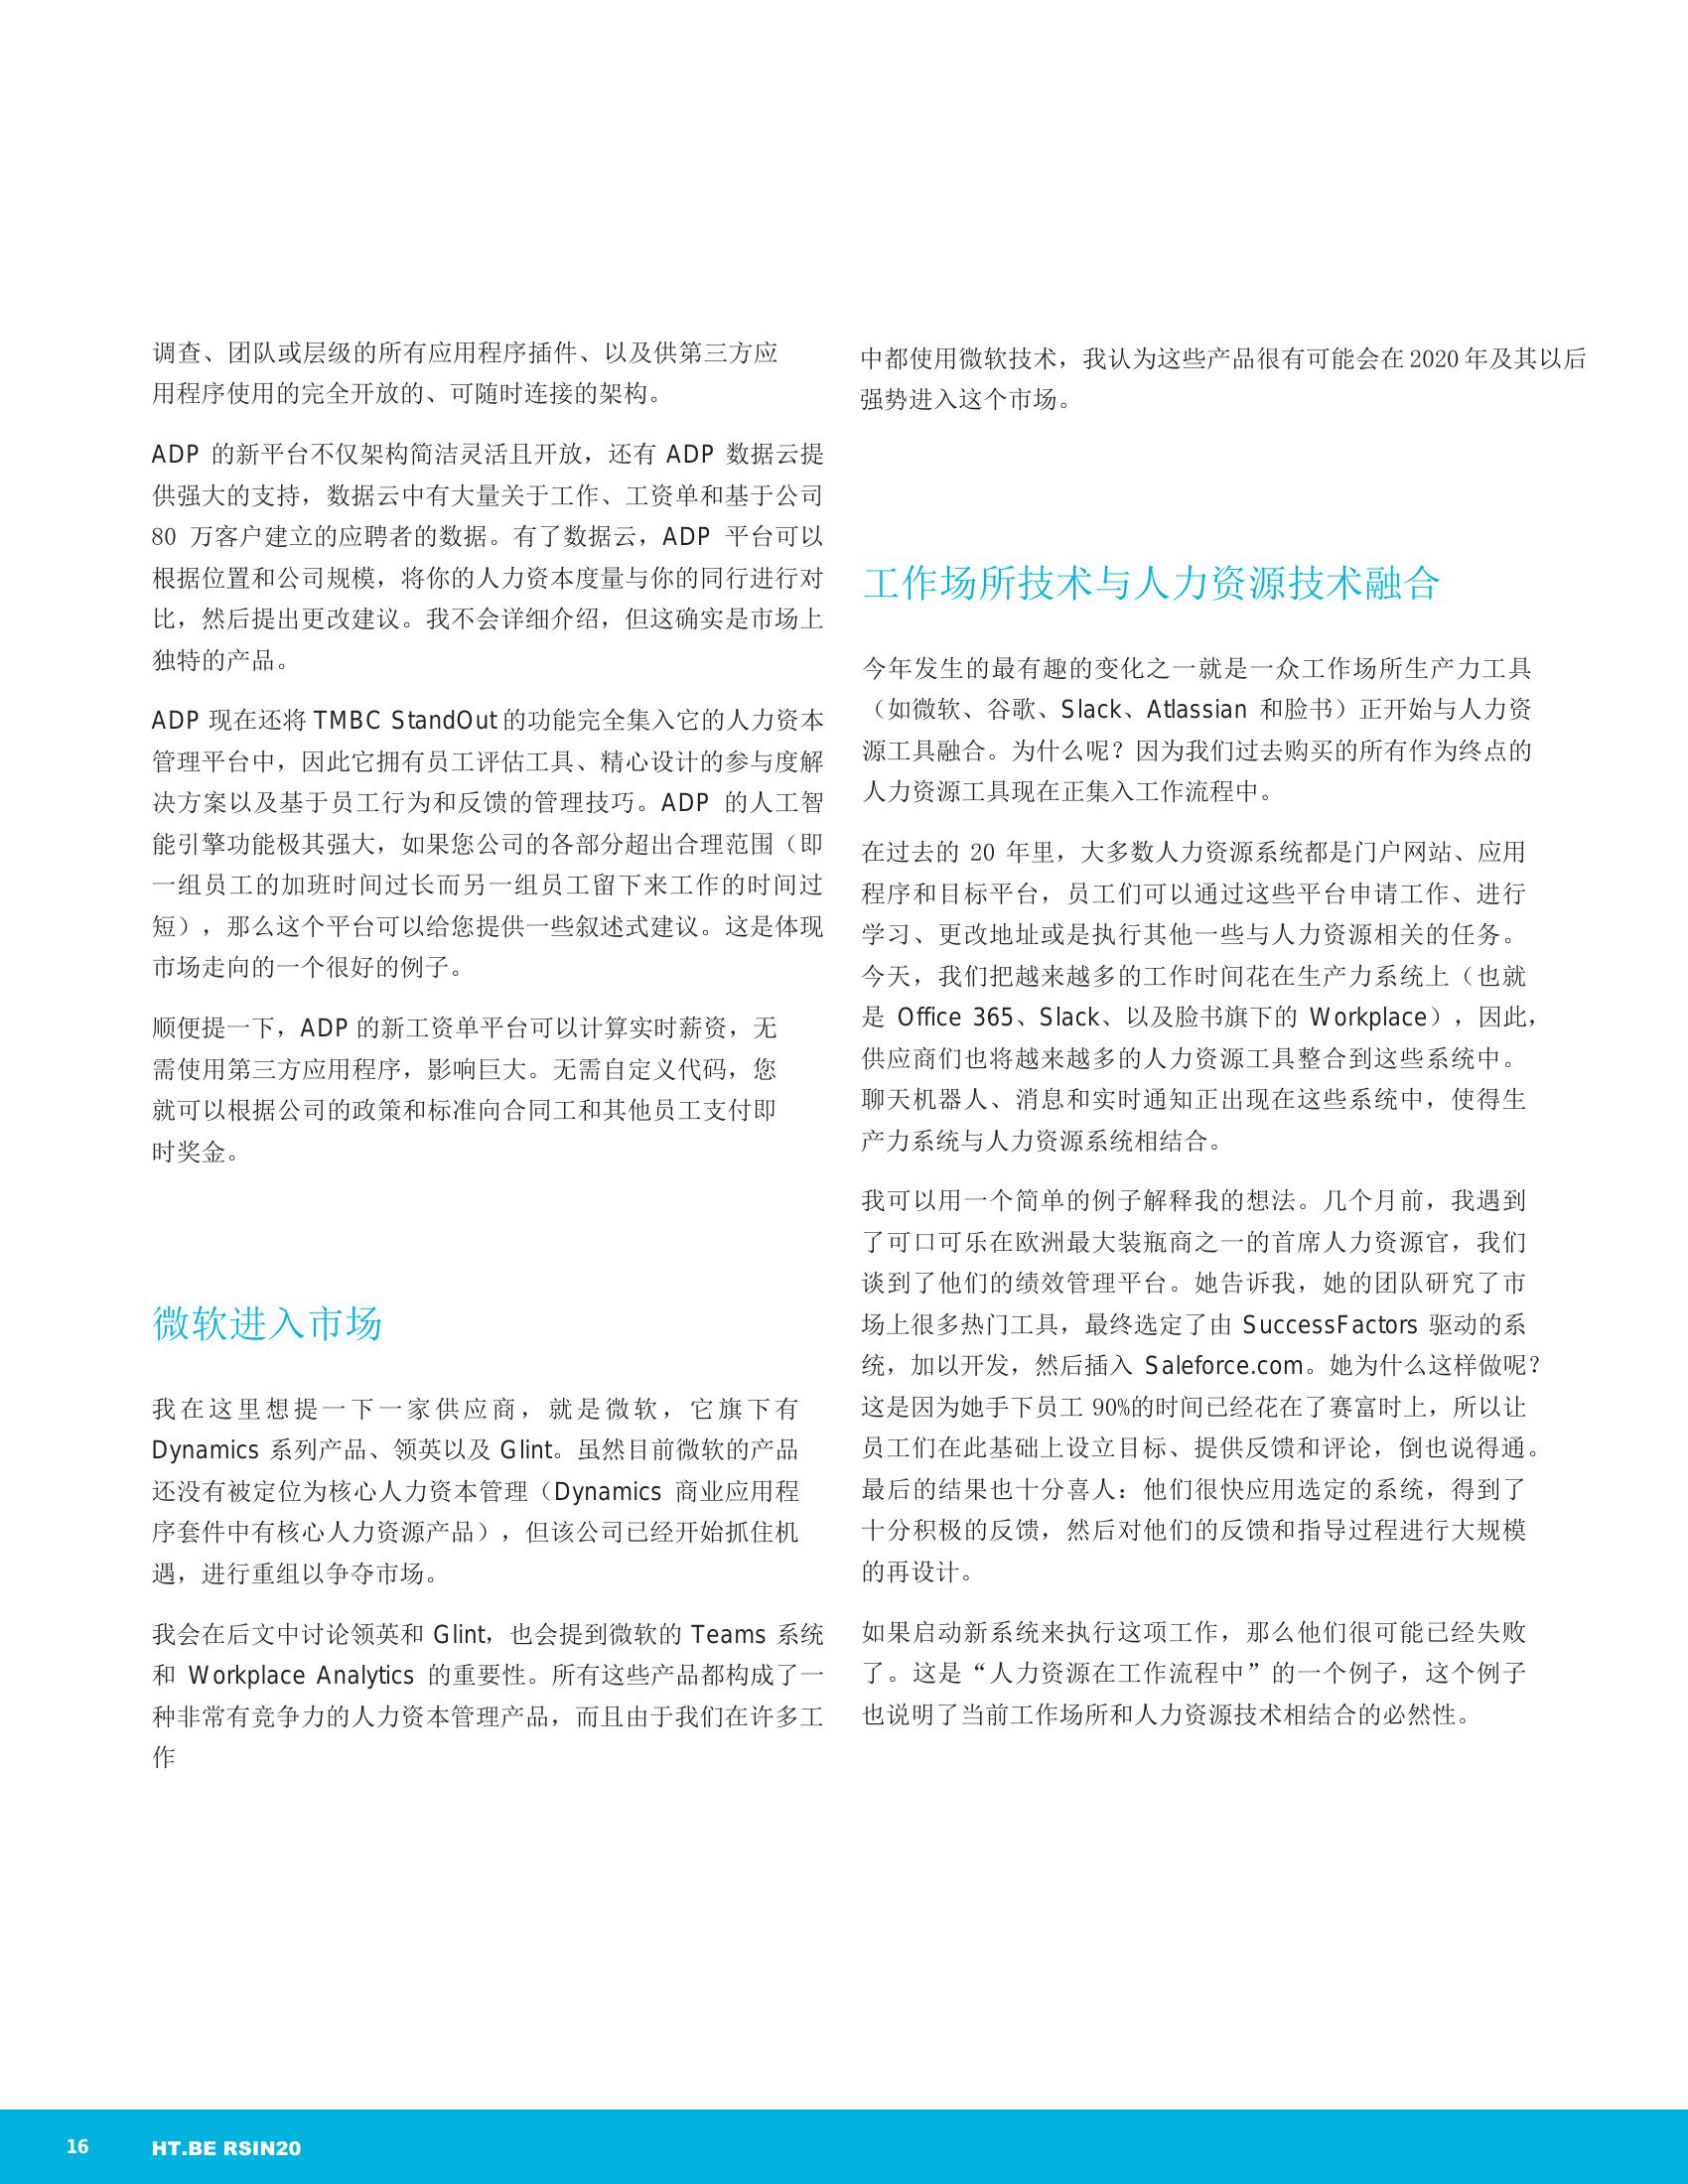 调查、团队或层级的所有应用程序插件、以及供第三方应
用程序使用的完全开放的、可随时连接的架构。
ADP 的新平台不仅架构简洁灵活且开放，还有 ADP 数据云提
供强大的支持，数据云中有大量关于工作、工资单和基于公司
80 万客户建立的应聘者的数据。有了数据云，ADP 平台可以
根据位置和公司规模，将你的人力资本度量与你的同行进行对
比，然后提出更改建议。我不会详细介绍，但这确实是市场上
独特的产品。
ADP 现在还将 TMBC StandOut 的功能完全集入它的人力资本
管理平台中，因此它拥有员工评估工具、精心设计的参与度解
决方案以及基于员工行为和反馈的管理技巧。ADP 的人工智
能引擎功能极其强大，如果您公司的各部分超出合理范围（即
一组员工的加班时间过长而另一组员工留下来工作的时间过
短），那么这个平台可以给您提供一些叙述式建议。这是体现
市场走向的一个很好的例子。
顺便提一下，ADP 的新工资单平台可以计算实时薪资，无
需使用第三方应用程序，影响巨大。无需自定义代码，您
就可以根据公司的政策和标准向合同工和其他员工支付即
时奖金。
微软进入市场
我在这里想提一下一家供应商，就是微软，它旗下有
Dynamics 系列产品、领英以及 Glint。虽然目前微软的产品
还没有被定位为核心人力资本管理（Dynamics 商业应用程
序套件中有核心人力资源产品），但该公司已经开始抓住机
遇，进行重组以争夺市场。
我会在后文中讨论领英和 Glint，也会提到微软的 Teams 系统
和 Workplace Analytics 的重要性。所有这些产品都构成了一
种非常有竞争力的人力资本管理产品，而且由于我们在许多工
作
中都使用微软技术，我认为这些产品很有可能会在 2020 年及其以后
强势进入这个市场。
工作场所技术与人力资源技术融合
今年发生的最有趣的变化之一就是一众工作场所生产力工具
（如微软、谷歌、Slack、Atlassian 和脸书）正开始与人力资
源工具融合。为什么呢？因为我们过去购买的所有作为终点的
人力资源工具现在正集入工作流程中。
在过去的 20 年里，大多数人力资源系统都是门户网站、应用
程序和目标平台，员工们可以通过这些平台申请工作、进行
学习、更改地址或是执行其他一些与人力资源相关的任务。
今天，我们把越来越多的工作时间花在生产力系统上（也就
是 Office 365、Slack、以及脸书旗下的 Workplace），因此，
供应商们也将越来越多的人力资源工具整合到这些系统中。
聊天机器人、消息和实时通知正出现在这些系统中，使得生
产力系统与人力资源系统相结合。
我可以用一个简单的例子解释我的想法。几个月前，我遇到
了可口可乐在欧洲最大装瓶商之一的首席人力资源官，我们
谈到了他们的绩效管理平台。她告诉我，她的团队研究了市
场上很多热门工具，最终选定了由 SuccessFactors 驱动的系
统，加以开发，然后插入 Saleforce.com。她为什么这样做呢？
这是因为她手下员工 90%的时间已经花在了赛富时上，所以让
员工们在此基础上设立目标、提供反馈和评论，倒也说得通。
最后的结果也十分喜人：他们很快应用选定的系统，得到了
十分积极的反馈，然后对他们的反馈和指导过程进行大规模
的再设计。
如果启动新系统来执行这项工作，那么他们很可能已经失败
了。这是“人力资源在工作流程中”的一个例子，这个例子
也说明了当前工作场所和人力资源技术相结合的必然性。
16 HT.BE RSIN20